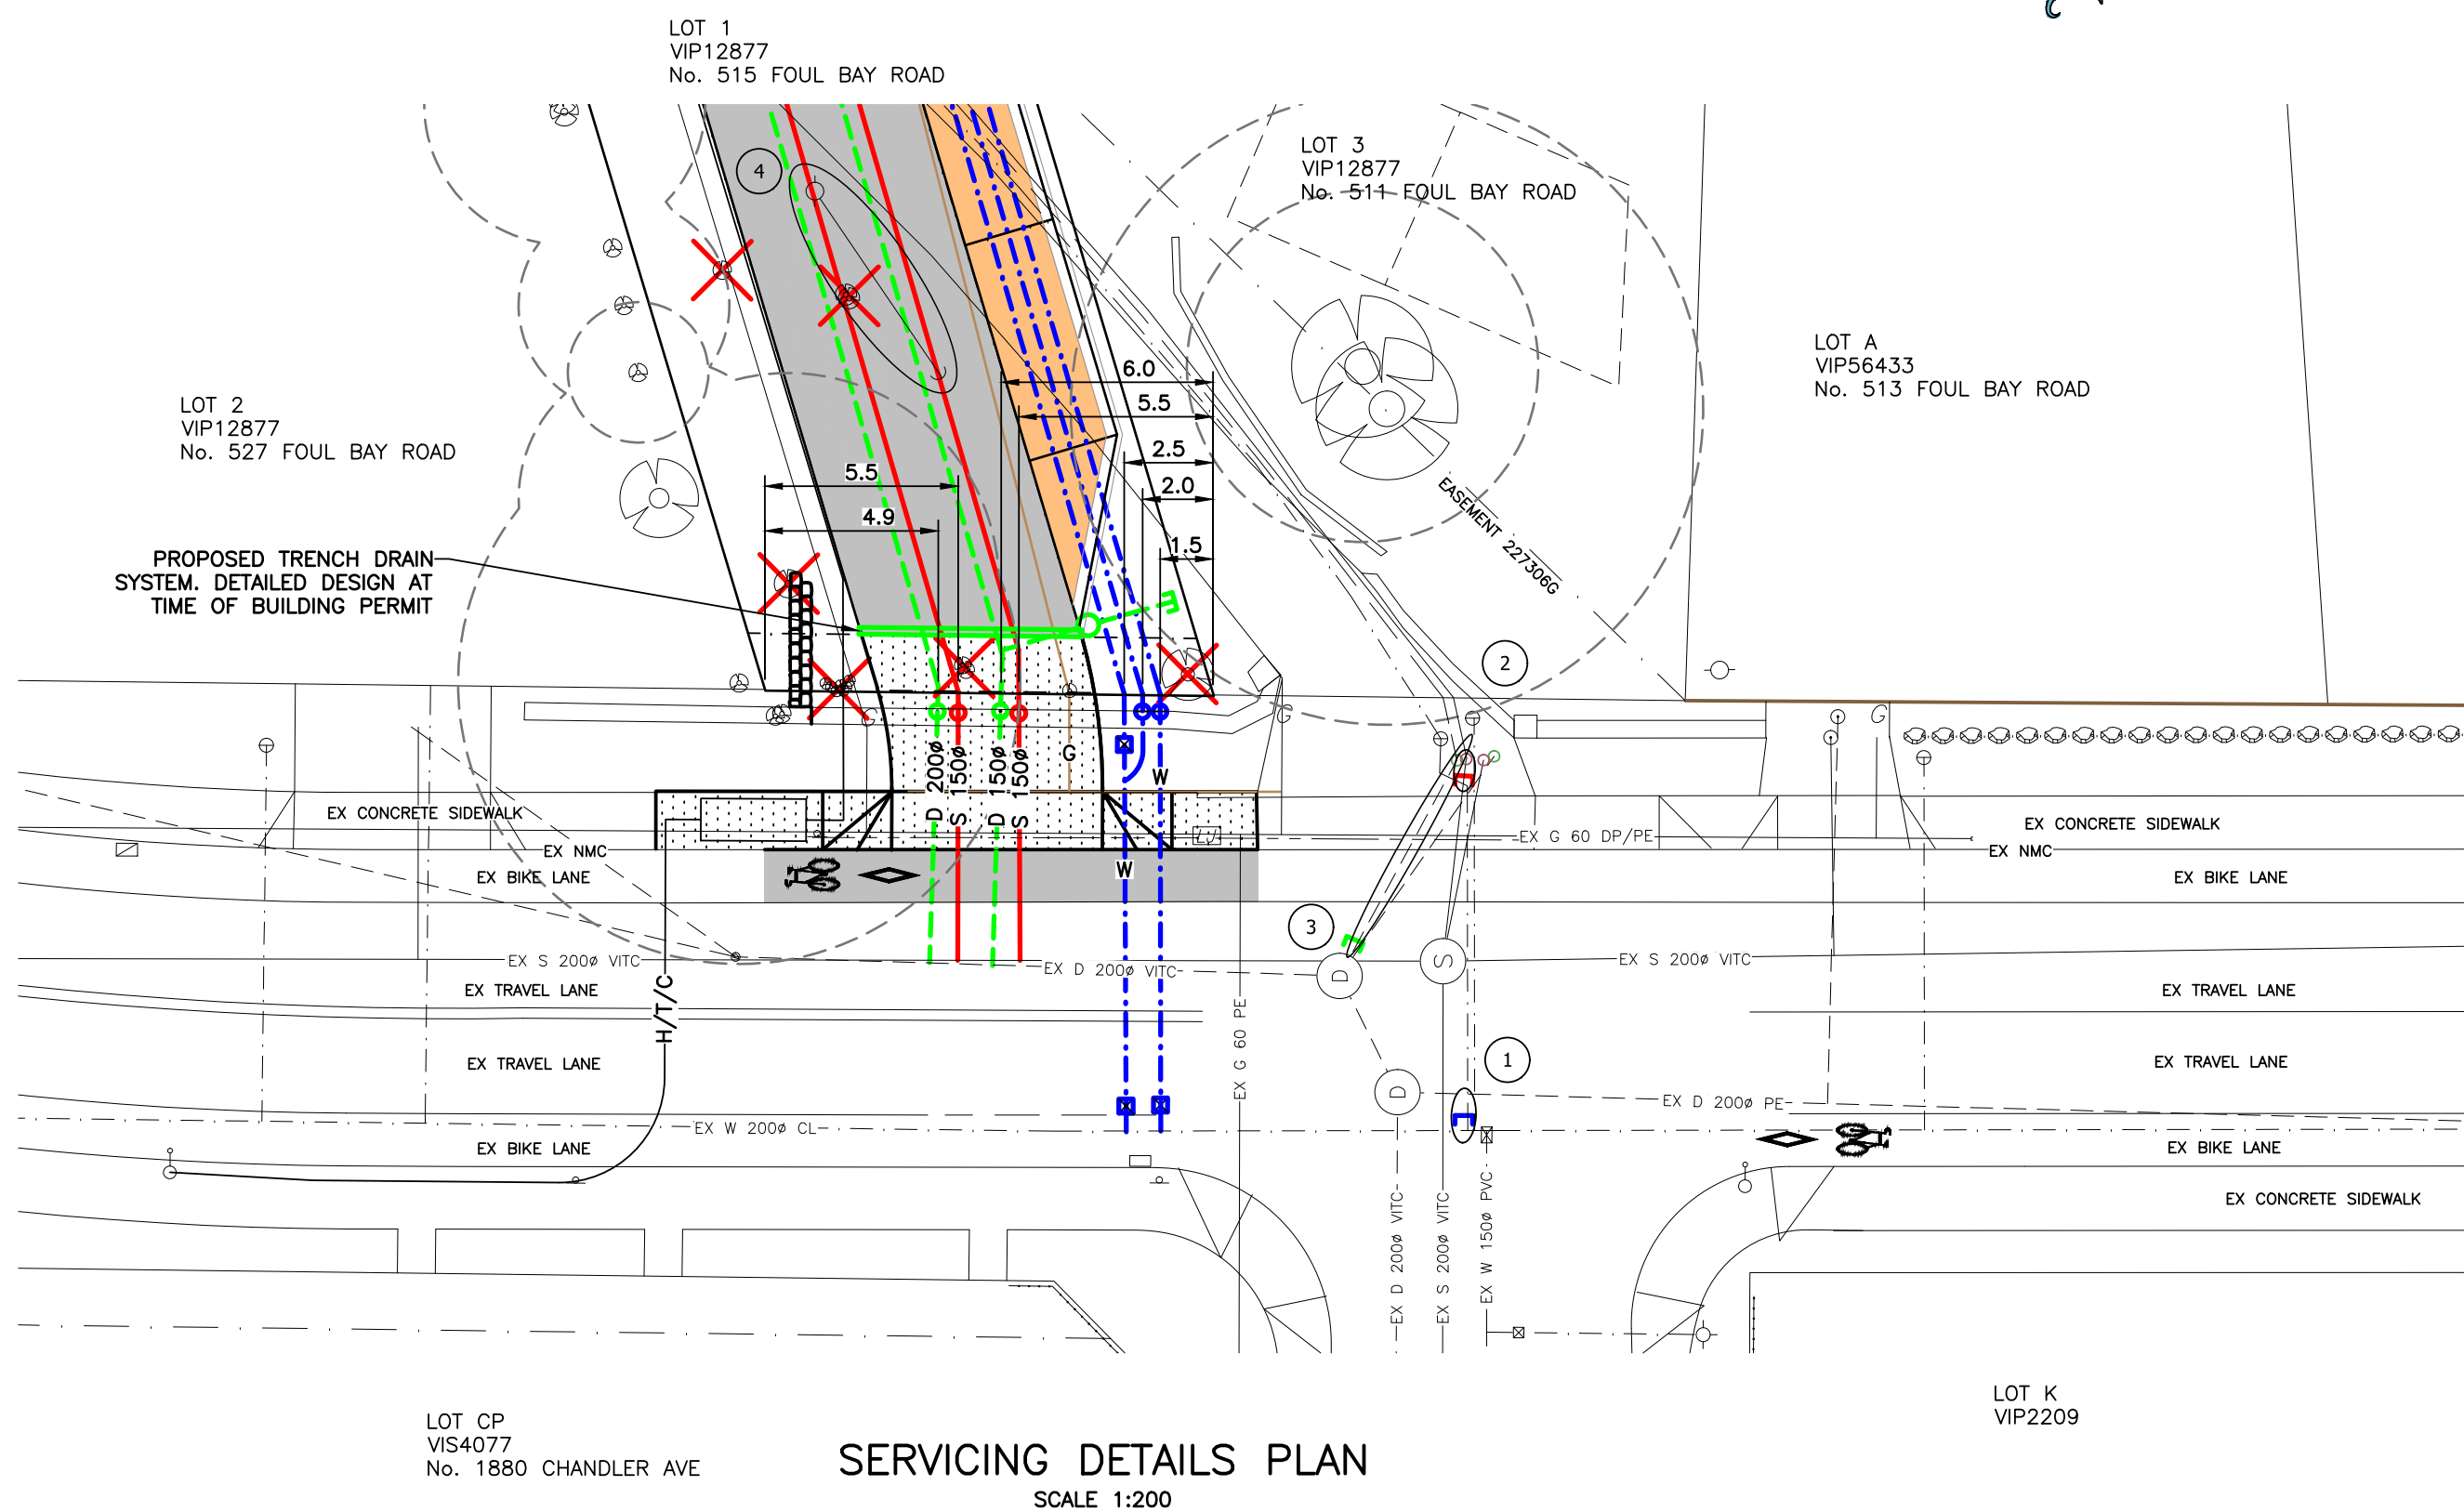 LOT 1
VIP12877
No. 515 FOUL BAY ROAD
LOT 3
VIP12877
No. 511 FOUL BAY ROAD
4
LOT A
VIP56433
No. 513 FOUL BAY ROAD
LOT 2
VIP12877
No. 527 FOUL BAY ROAD
6.0
5.5
2.5
2.0
1.5
5.5
4.9
EASEMENT 227306G
PROPOSED TRENCH DRAIN
SYSTEM. DETAILED DESIGN AT
TIME OF BUILDING PERMIT
2
G
G
G
G
D 200ø
S 150ø
D 150ø
S 150ø
G
W
W
EX CONCRETE SIDEWALK
EX NMC
EX BIKE LANE
EX G 60 DP/PE
EX CONCRETE SIDEWALK
EX NMC
EX BIKE LANE
3
EX S 200ø VITC
EX D 200ø VITC
D
S
EX S 200ø VITC
EX TRAVEL LANE
EX TRAVEL LANE
H/T/C
EX G 60 PE
1
EX TRAVEL LANE
EX TRAVEL LANE
D
EX D 200ø PE
EX W 200ø CL
EX BIKE LANE
EX BIKE LANE
EX CONCRETE SIDEWALK
EX D 200ø VITC
EX S 200ø VITC
EX W 150ø PVC
LOT K
VIP2209
LOT CP
VIS4077
No. 1880 CHANDLER AVE
SERVICING DETAILS PLAN
SCALE 1:200